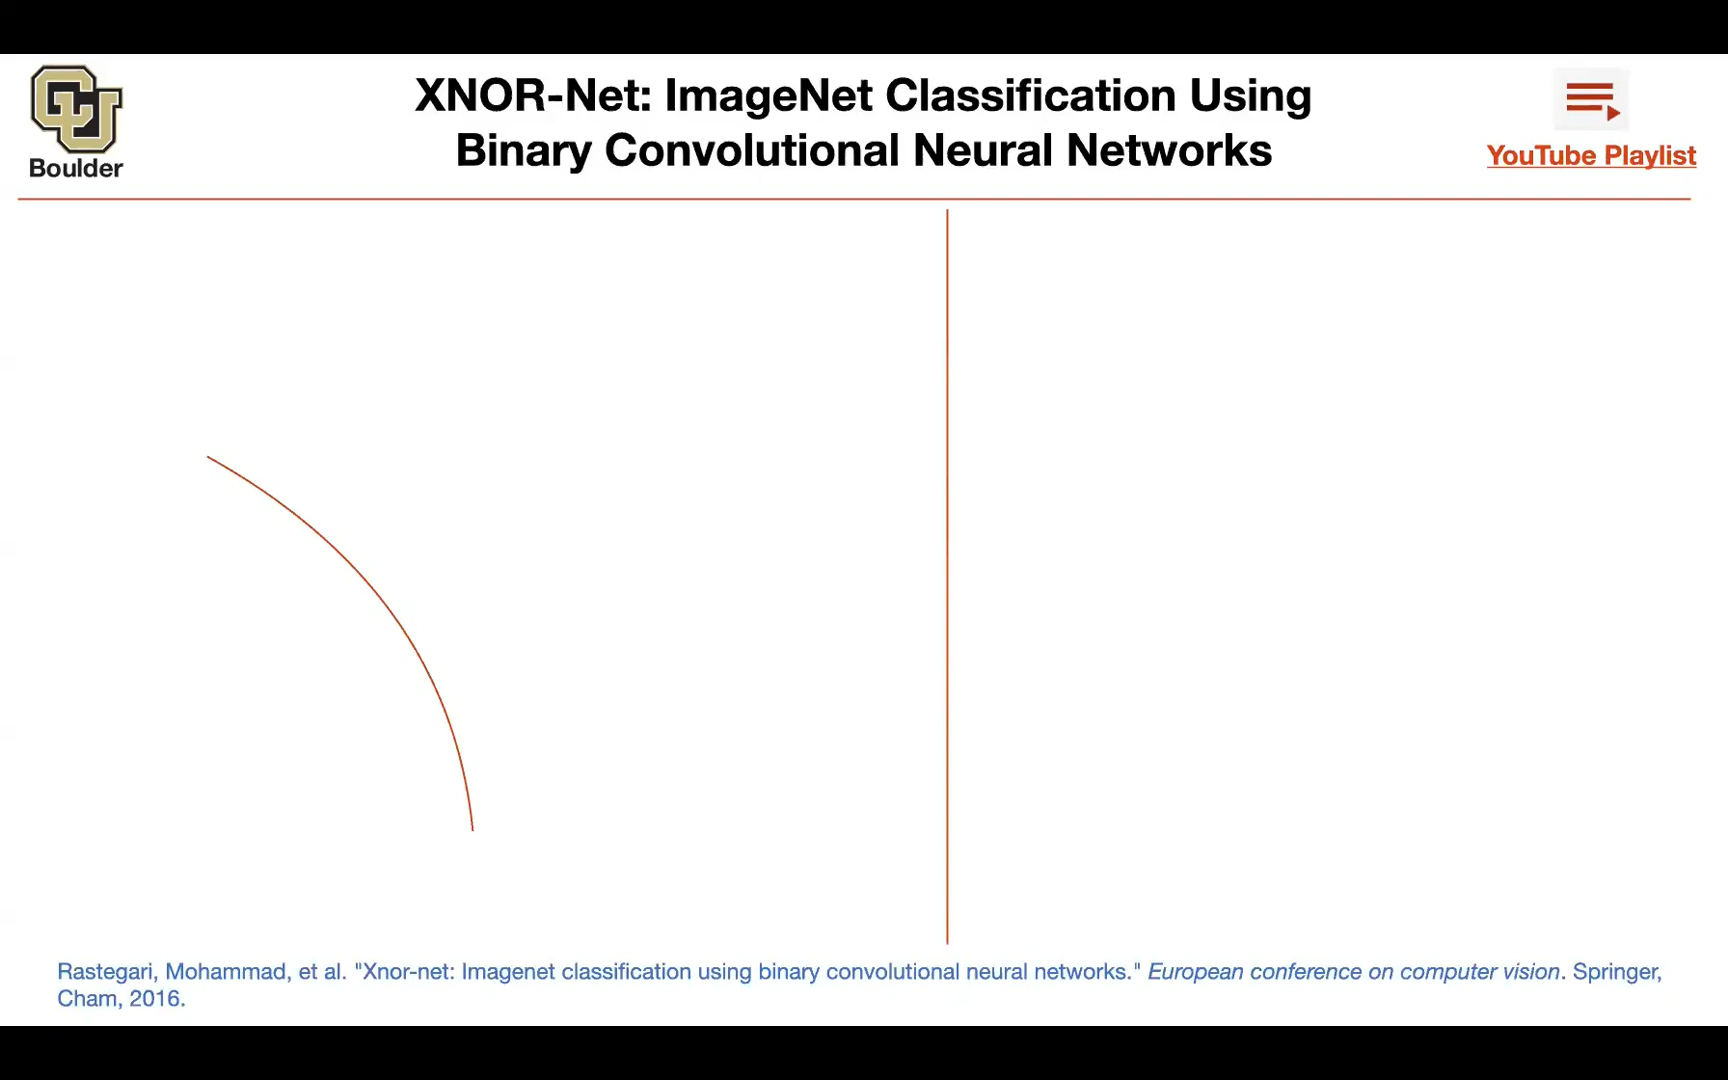 XNOR-Net: ImageNet Classification Using
Binary Convolutional Neural Networks
CU
Boulder
YouTube Playlist
Rastegari, Mohammad, et al. "Xnor-net: Imagenet classification using binary convolutional neural networks." European conference on computer vision. Springer,
Cham, 2016.